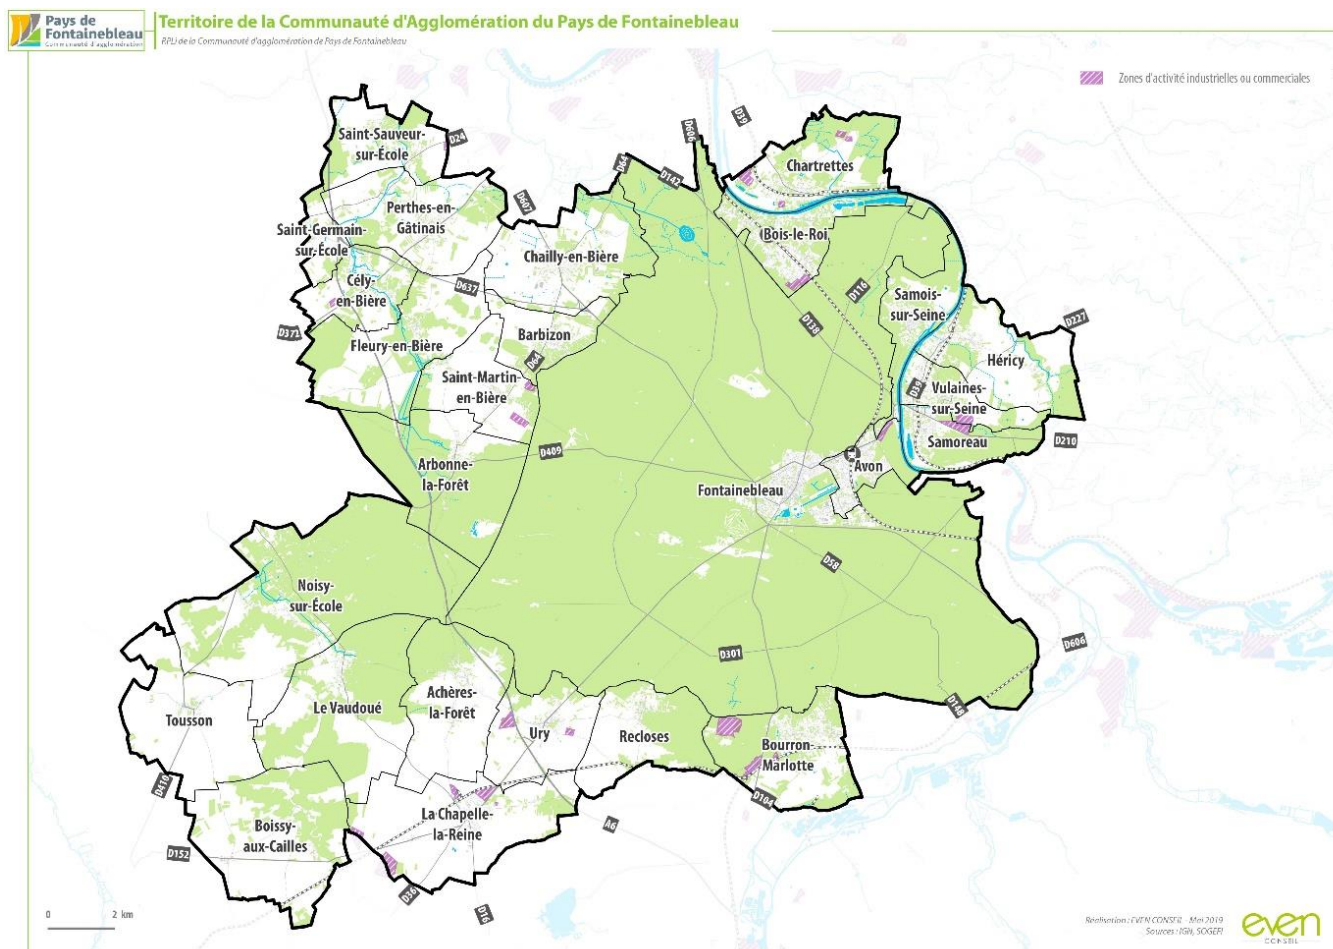 Pays de
Fontainebleau
Communauté d'agglomération
Territoire de la Communauté d'Agglomération du Pays de Fontainebleau
RPLi de la Communauté d'agglomération de Pays de Fontainebleau
Zones d'activité industrielles ou commerciales
D39
D606
Saint-Sauveur-
sur-École
D24
D64
D142
Chartrettes
D607
Perthes-en-
Gâtinais
Saint-Germain-
sur-École
Bois-le-Roi
Chailly-en-Bière
Cély-
en-Bière
D637
D116
Samois-
sur-Seine
D371
D138
D227
Barbizon
Fleury-en-Bière
D64
Héricy
Saint-Martin-
en-Bière
D39
Vulaines-
sur-Seine
Samoreau
D210
D409
Arbonne-
la-Forêt
Avon
Fontainebleau
D58
Noisy-
sur-École
D301
D606
Achères-
la-Forêt
Le Vaudoué
D148
Tousson
Ury
Recloses
Bourron-
Marlotte
D410
D104
La Chapelle-
la-Reine
A6
Boissy-
aux-Cailles
D152
D36
D16
0 2 km
Réalisation : EVEN CONSEIL - Mai 2019
Sources : IGN, SOGEFI
even
CONSEIL